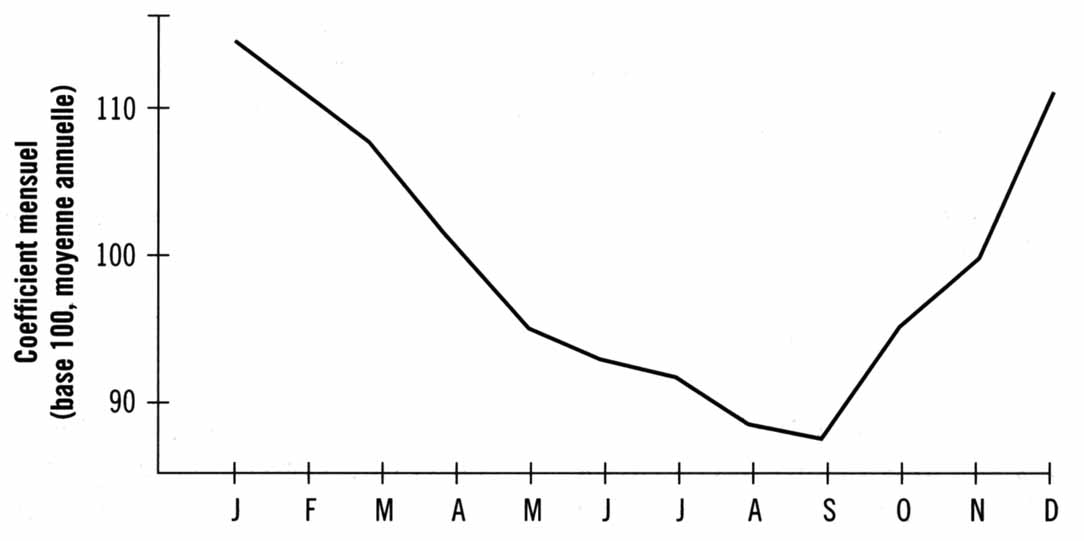 Coefficient mensuel
(base 100, moyenne annuelle)
110
100
90
J F M A M J J A S O N D